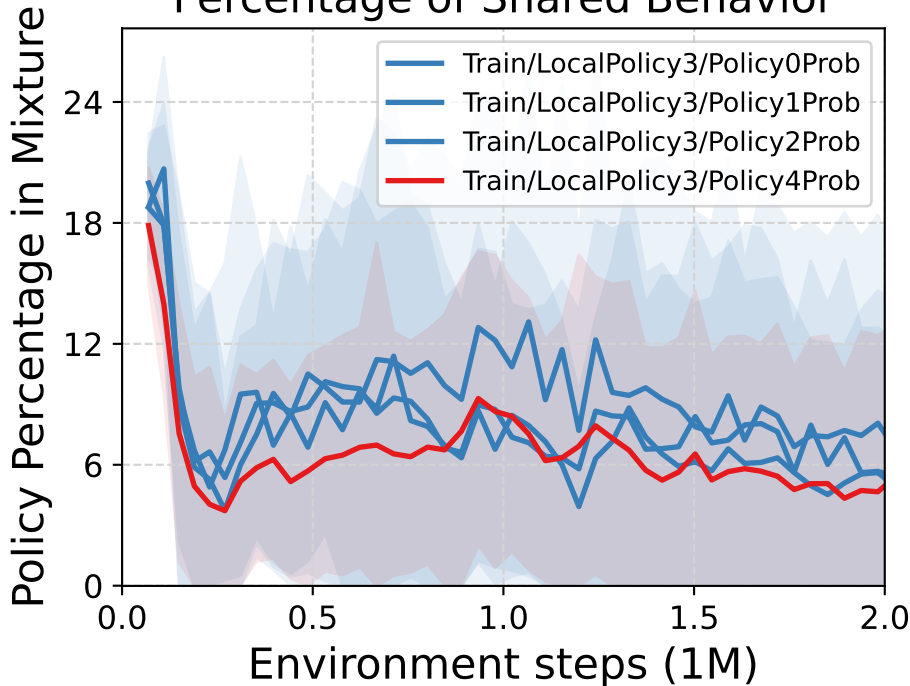 Percentage of Shared Behavior
Policy Percentage in Mixture
Train/LocalPolicy3/Policy0Prob
Train/LocalPolicy3/Policy1Prob
Train/LocalPolicy3/Policy2Prob
Train/LocalPolicy3/Policy4Prob
24
18
12
6
0
0.0 0.5 1.0 1.5 2.0
Environment steps (1M)